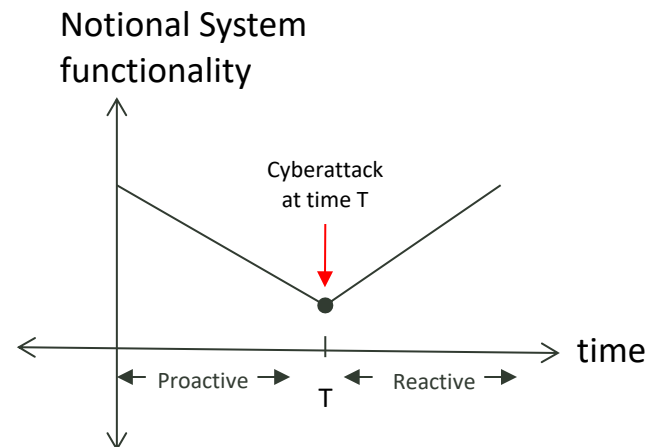 Notional System
functionality
Cyberattack
at time T
time
Proactive
T
Reactive